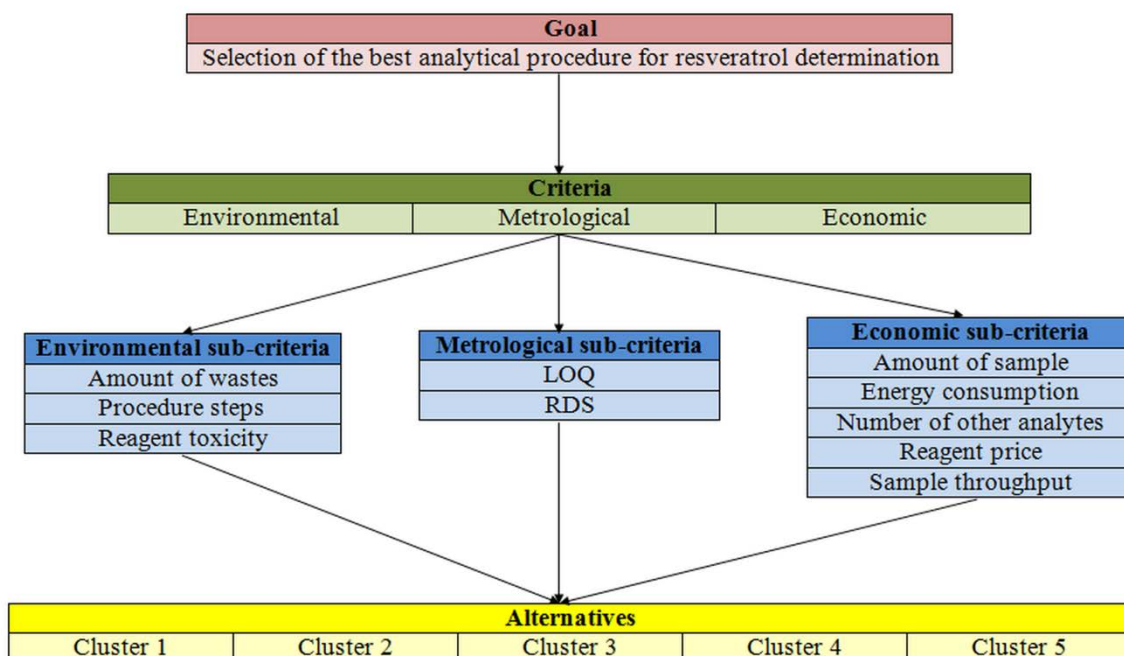 Goal
Selection of the best analytical procedure for resveratrol determination
Criteria
Environmental Metrological Economic
Environmental sub-criteria
Amount of wastes
Procedure steps
Reagent toxicity
Metrological sub-criteria
LOQ
RDS
Economic sub-criteria
Amount of sample
Energy consumption
Number of other analytes
Reagent price
Sample throughput
Alternatives
Cluster 1 Cluster 2 Cluster 3 Cluster 4 Cluster 5